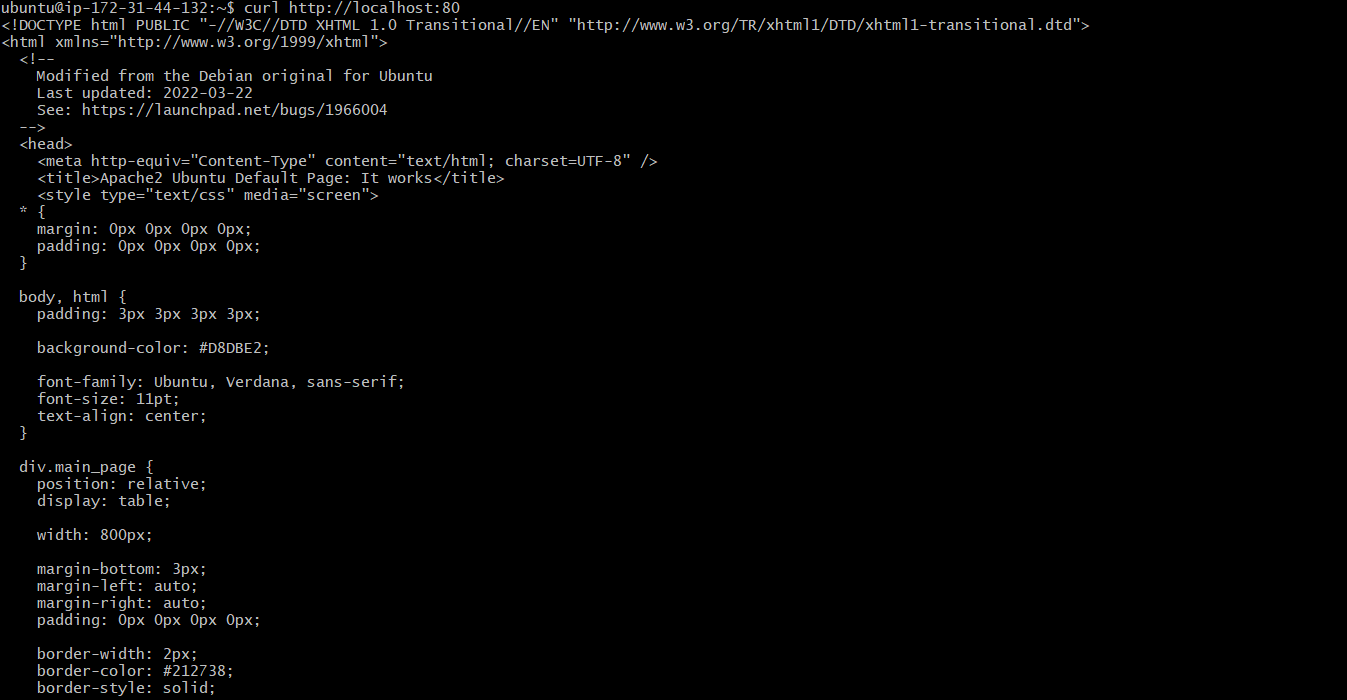 ubuntu@ip-172-31-44-132:~$ curl http://localhost:80
<!DOCTYPE html PUBLIC "-//W3C//DTD XHTML 1.0 Transitional//EN" "http://www.w3.org/TR/xhtml1/DTD/xhtml1-transitional.dtd">
<html xmlns="http://www.w3.org/1999/xhtml">
  <!--
    Modified from the Debian original for Ubuntu
    Last updated: 2022-03-22
    See: https://launchpad.net/bugs/1966004
  -->
  <head>
    <meta http-equiv="Content-Type" content="text/html; charset=UTF-8" />
    <title>Apache2 Ubuntu Default Page: It works</title>
    <style type="text/css" media="screen">
  * {
    margin: 0px 0px 0px 0px;
    padding: 0px 0px 0px 0px;
  }

  body, html {
    padding: 3px 3px 3px 3px;

    background-color: #D8DBE2;

    font-family: Ubuntu, Verdana, sans-serif;
    font-size: 11pt;
    text-align: center;
  }

  div.main_page {
    position: relative;
    display: table;

    width: 800px;

    margin-bottom: 3px;
    margin-left: auto;
    margin-right: auto;
    padding: 0px 0px 0px 0px;

    border-width: 2px;
    border-color: #212738;
    border-style: solid;